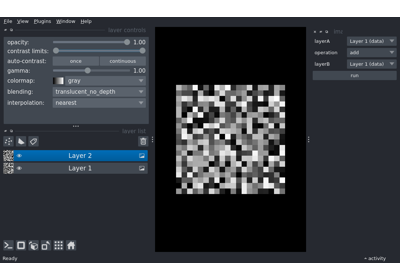 File View Plugins Window Help
layer controls
opacity: 1.00
contrast limits:
auto-contrast: once continuous
gamma: 1.00
colormap: gray
blending: translucent_no_depth
interpolation: nearest
layer list
Layer 2
Layer 1
layerA Layer 1 (data)
operation add
layerB Layer 1 (data)
run
Ready
activity